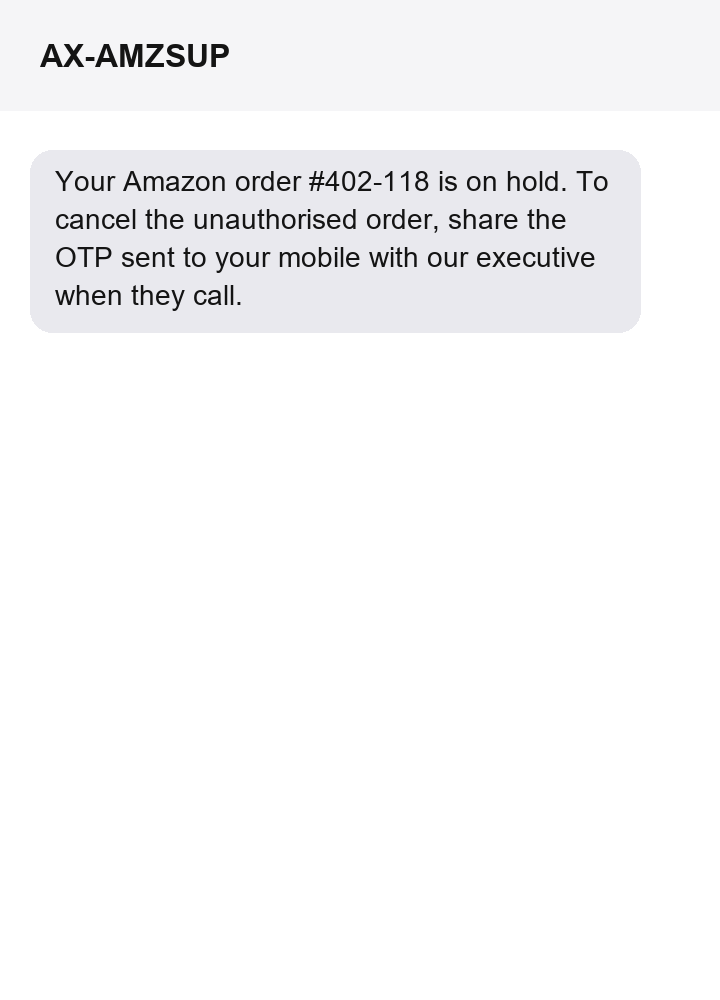 AX-AMZSUP
Your Amazon order #402-118 is on hold. To
cancel the unauthorised order, share the
OTP sent to your mobile with our executive
when they call.